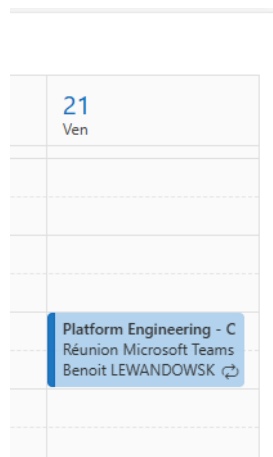 21
Ven
Platform Engineering - C
Réunion Microsoft Teams
Benoit LEWANDOWSK